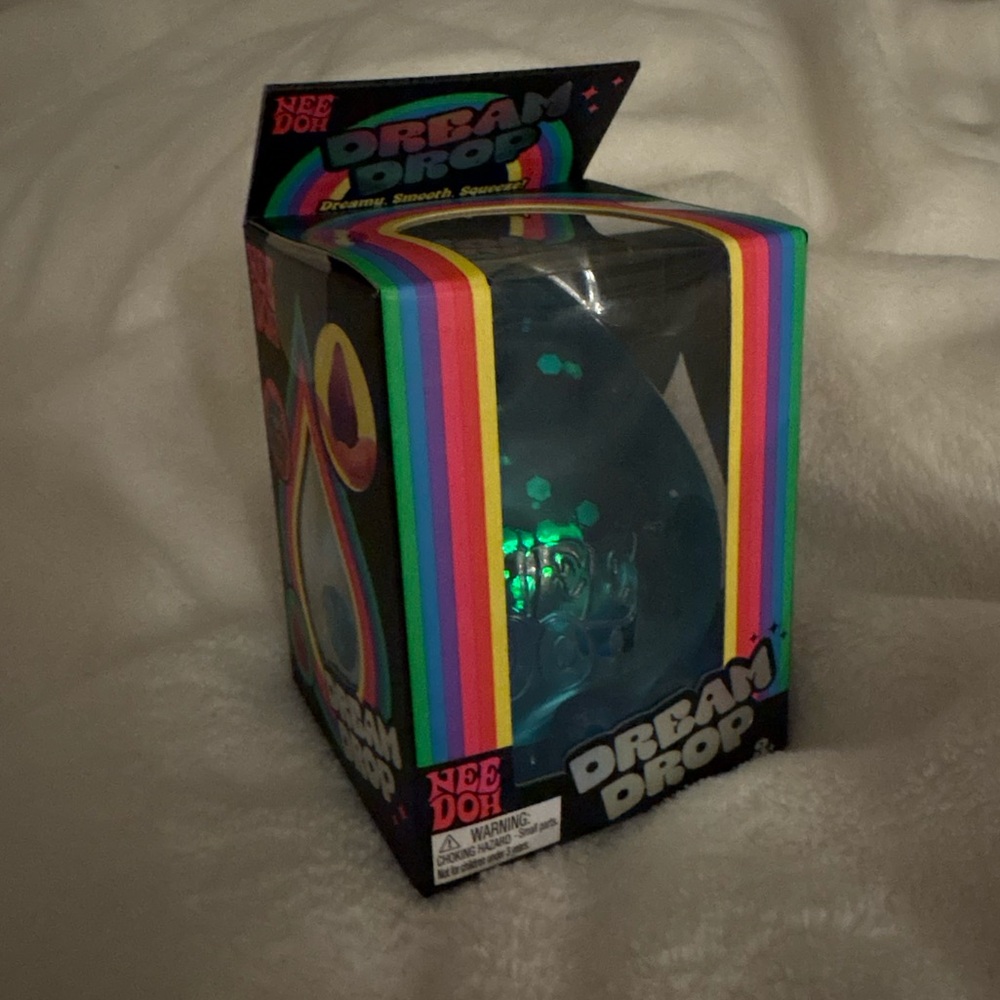 NEE
DOH
DREAM
DROP
Dreamy. Smooth. Squeeze!
DREAM
DROP
NEE
DOH
DREAM
DROP
WARNING:
CHOKING HAZARD - Small parts.
Not for children under 3 years.